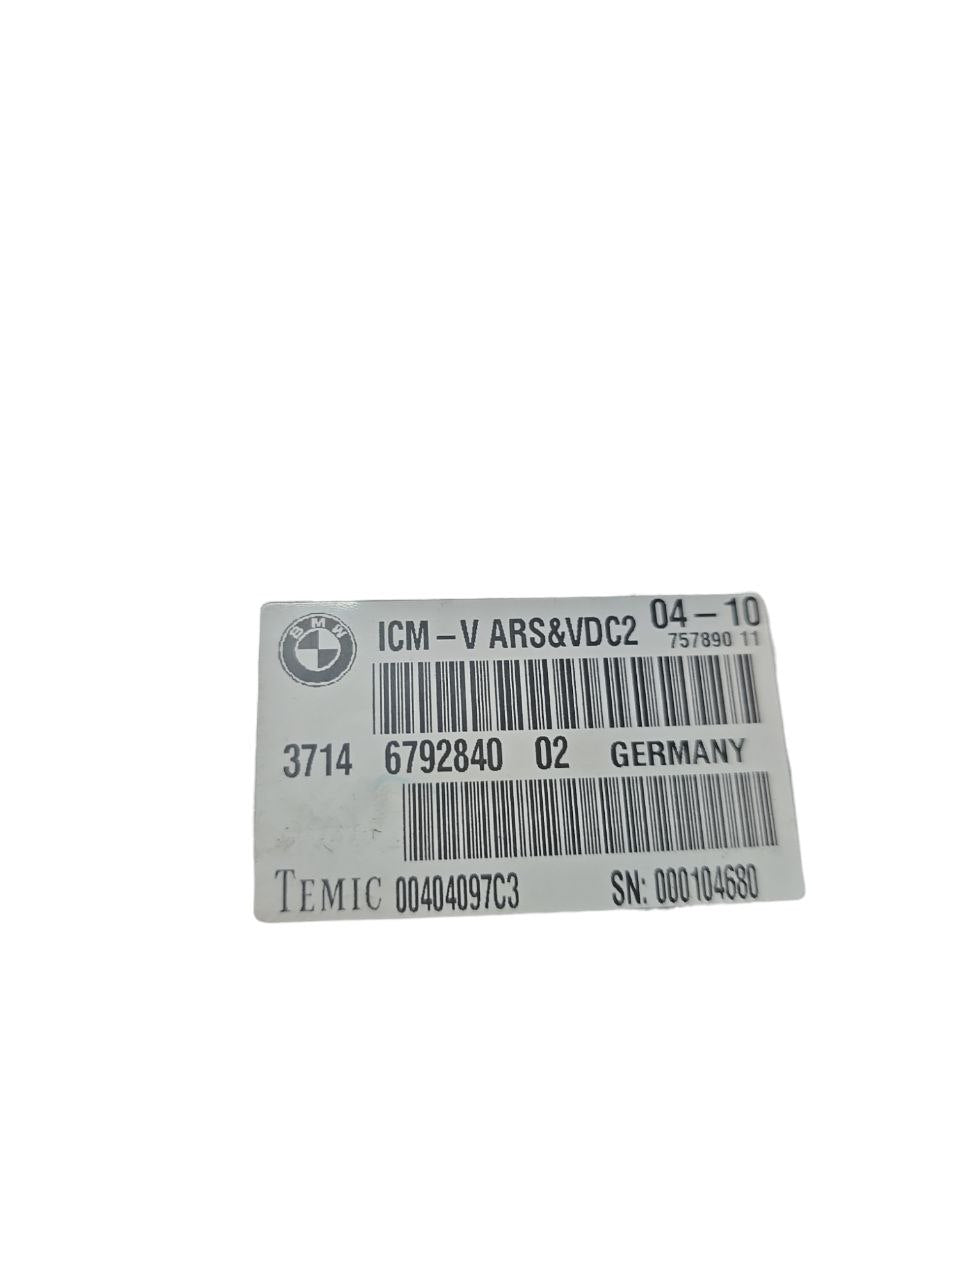 BMW
ICM-V ARS&VDC2 04-10
757890 11
3714 6792840 02 GERMANY
TEMIC 00404097C3 SN: 000104680